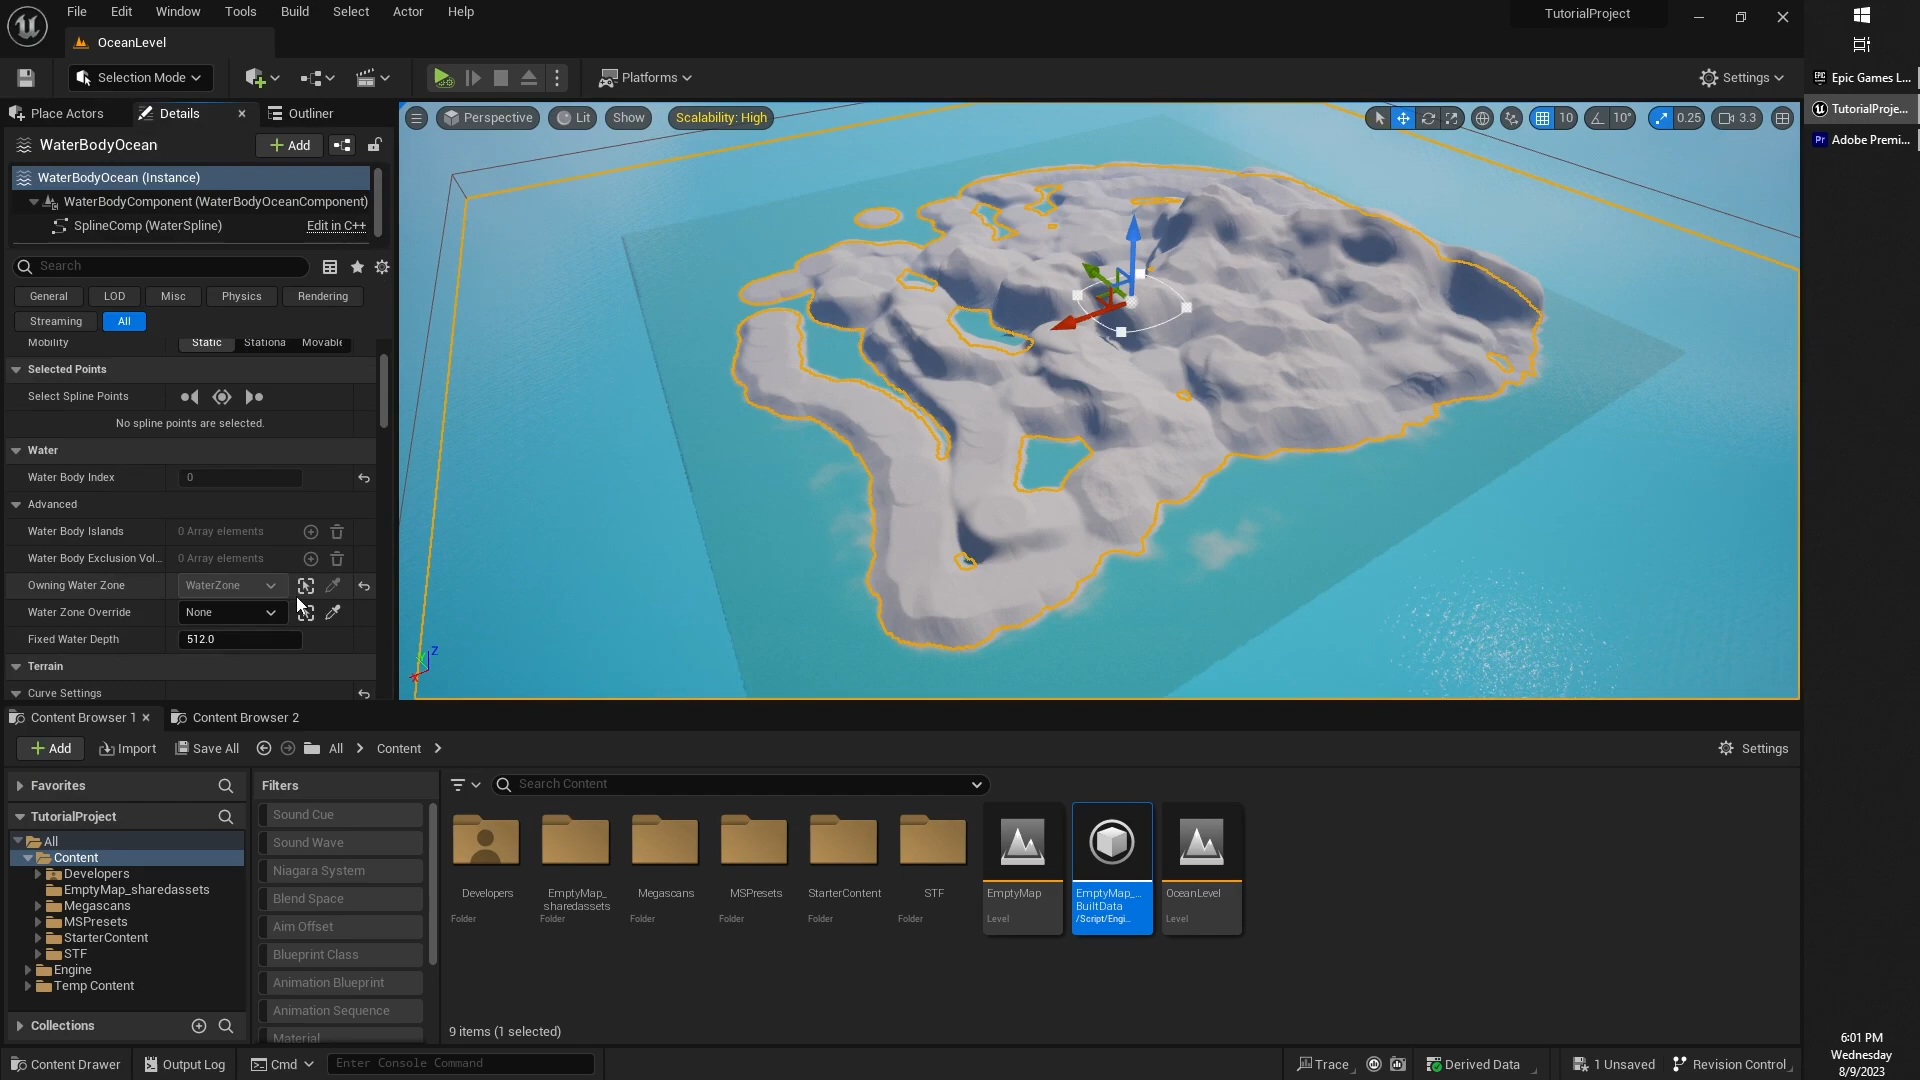 File Edit Window Tools Build Select Actor Help
TutorialProject
OceanLevel
Selection Mode
Platforms
Settings
Place Actors
Details
Outliner
WaterBodyOcean
+ Add
WaterBodyOcean (Instance)
WaterBodyComponent (WaterBodyOceanComponent)
SplineComp (WaterSpline)
Edit in C++
Search
General
LOD
Misc
Physics
Rendering
Streaming
All
Mobility
Static
Stationa
Movable
Selected Points
Select Spline Points
No spline points are selected.
Water
Water Body Index
0
Advanced
Water Body Islands
0 Array elements
Water Body Exclusion Vol...
0 Array elements
Owning Water Zone
WaterZone
Water Zone Override
None
Fixed Water Depth
512.0
Terrain
Curve Settings
Perspective
Lit
Show
Scalability: High
10
10°
0.25
3.3
Z
Content Browser 1
Content Browser 2
+ Add
Import
Save All
All
Content
Settings
Favorites
TutorialProject
All
Content
Developers
EmptyMap_sharedassets
Megascans
MSPresets
StarterContent
STF
Engine
Temp Content
Collections
Filters
Sound Cue
Sound Wave
Niagara System
Blend Space
Aim Offset
Blueprint Class
Animation Blueprint
Animation Sequence
Material
Search Content
Developers
Folder
EmptyMap_
sharedassets
Folder
Megascans
Folder
MSPresets
Folder
StarterContent
Folder
STF
Folder
EmptyMap
Level
EmptyMap_...
BuiltData
/Script/Engi...
OceanLevel
Level
9 items (1 selected)
Content Drawer
Output Log
Cmd
Enter Console Command
Trace
Derived Data
1 Unsaved
Revision Control
EPIC
Epic Games L...
TutorialProje...
Pr
Adobe Premi...
6:01 PM
Wednesday
8/9/2023